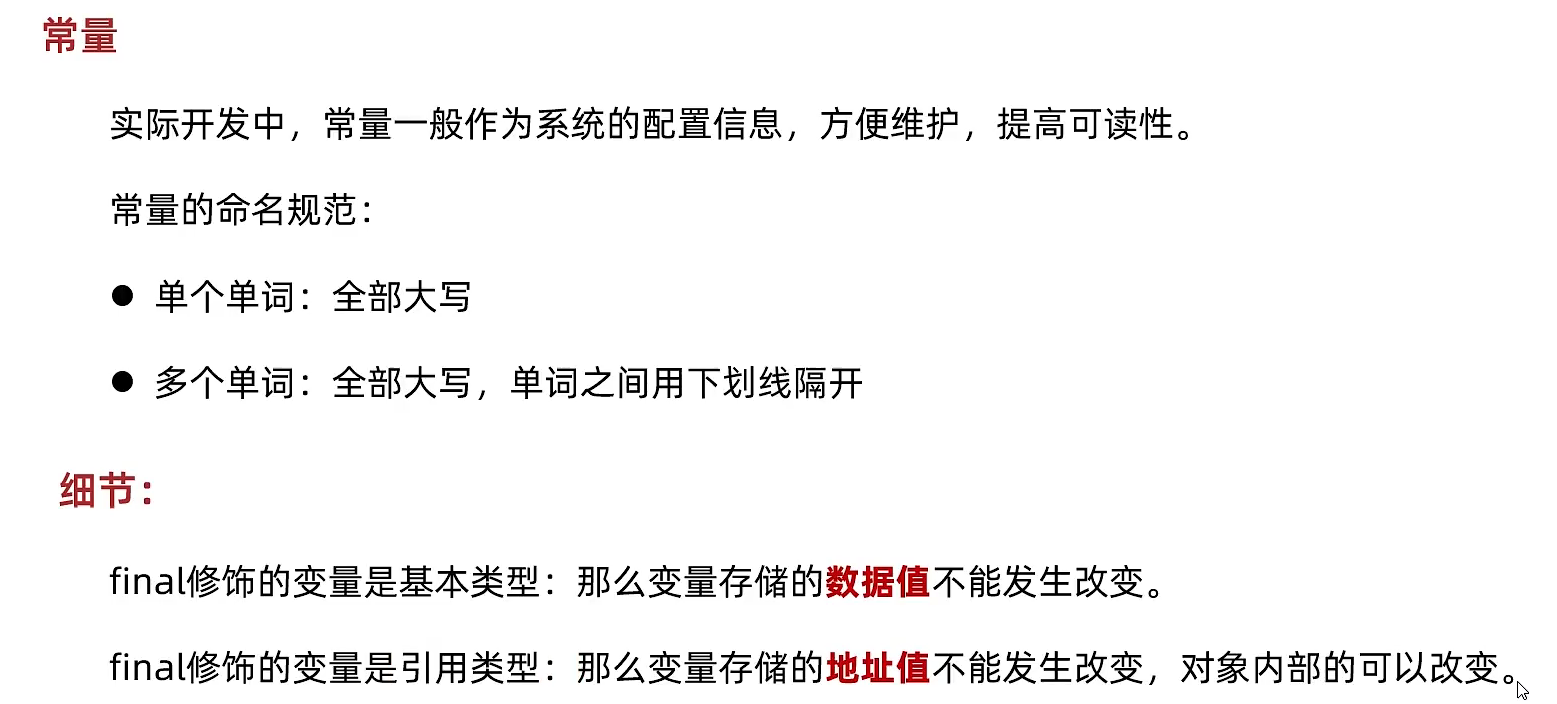 常量
实际开发中，常量一般作为系统的配置信息，方便维护，提高可读性。
常量的命名规范：
● 单个单词：全部大写
● 多个单词：全部大写，单词之间用下划线隔开
细节：
final修饰的变量是基本类型：那么变量存储的数据值不能发生改变。
final修饰的变量是引用类型：那么变量存储的地址值不能发生改变，对象内部的可以改变。